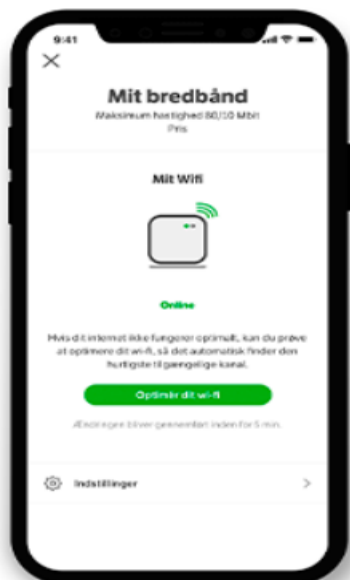 9:41
Mit bredbånd
Maksimum hastighed 80/10 Mbit
Pris
Mit Wifi
Online
Hvis dit internet ikke fungerer optimalt, kan du prøve
at optimere dit wi-fi, så det automatisk finder den
hurtigste tilgængelige kanal.
Optimér dit wi-fi
Ændringen bliver gennemført inden for 5 min.
Indstillinger